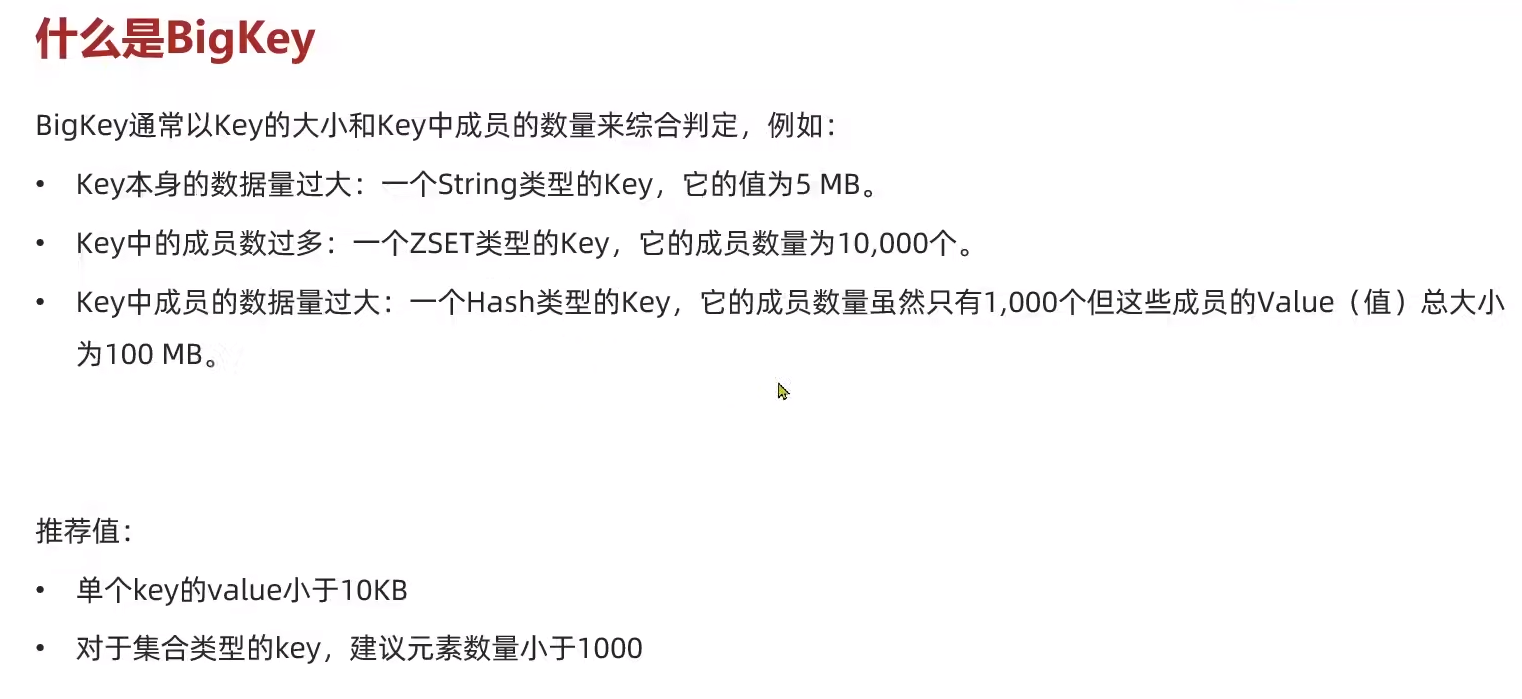 什么是BigKey
BigKey通常以Key的大小和Key中成员的数量来综合判定，例如：
• Key本身的数据量过大：一个String类型的Key，它的值为5 MB。
• Key中的成员数过多：一个ZSET类型的Key，它的成员数量为10,000个。
• Key中成员的数据量过大：一个Hash类型的Key，它的成员数量虽然只有1,000个但这些成员的Value（值）总大小
为100 MB。
推荐值：
• 单个key的value小于10KB
• 对于集合类型的key，建议元素数量小于1000